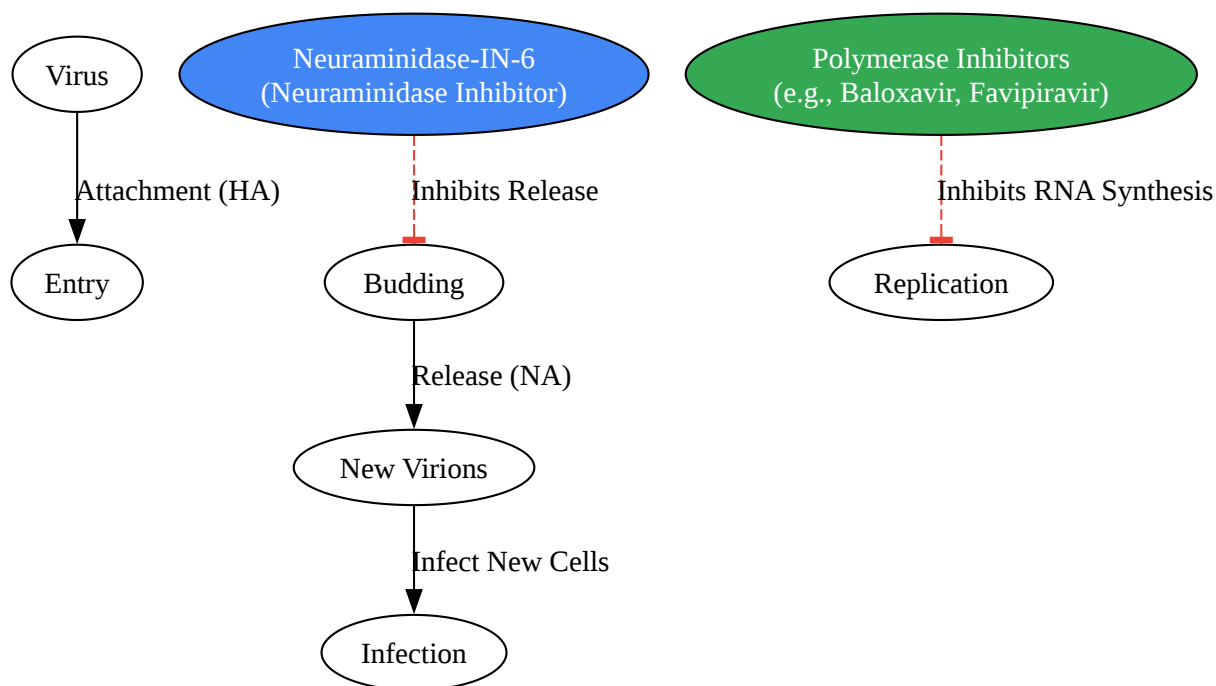 Virus
Neuraminidase-IN-6
(Neuraminidase Inhibitor)
Polymerase Inhibitors
(e.g., Baloxavir, Favipiravir)
Attachment (HA)
Inhibits Release
Inhibits RNA Synthesis
Entry
Budding
Replication
Release (NA)
New Virions
Infect New Cells
Infection